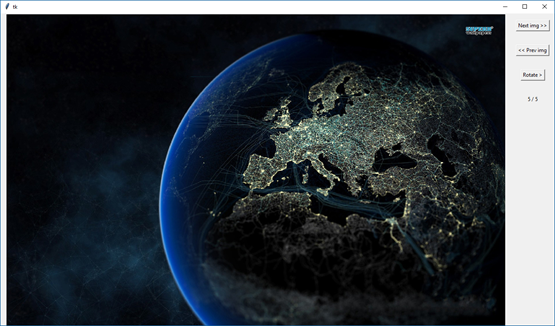 tk
Next img >>
<< Prev img
Rotate >
5 / 5